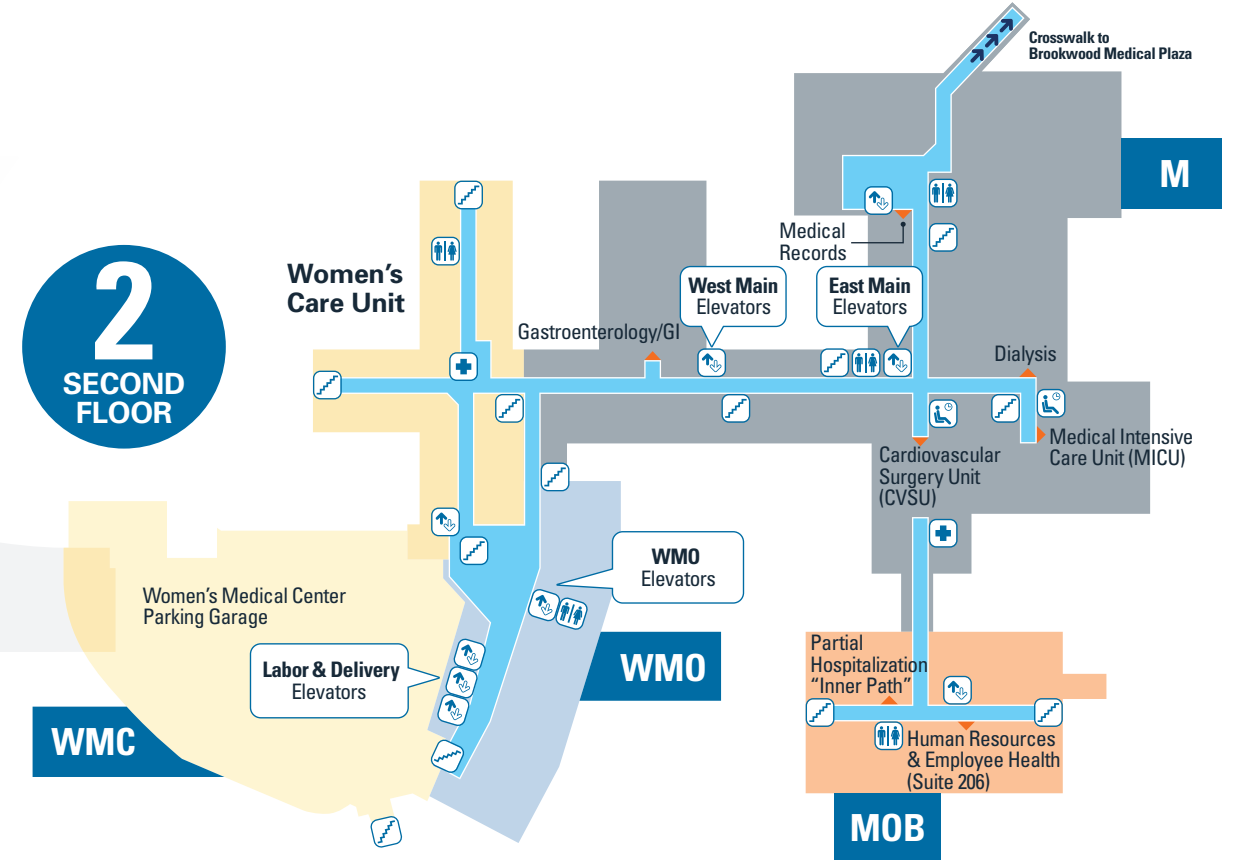 Crosswalk to
Brookwood Medical Plaza
M
2
SECOND
FLOOR
Women's
Care Unit
Medical
Records
West Main
Elevators
East Main
Elevators
Gastroenterology/GI
Dialysis
Medical Intensive
Care Unit (MICU)
Cardiovascular
Surgery Unit
(CVSU)
WMO
Elevators
Women's Medical Center
Parking Garage
Labor & Delivery
Elevators
WMO
WMC
Partial
Hospitalization
“Inner Path”
Human Resources
& Employee Health
(Suite 206)
MOB